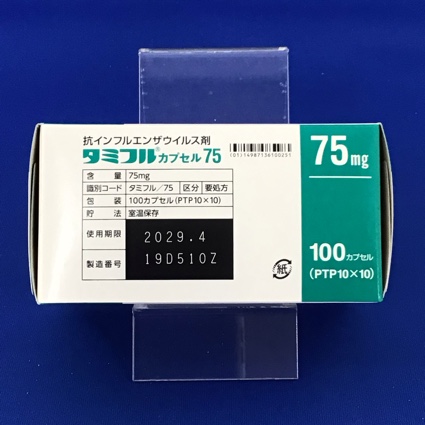 抗インフルエンザウイルス剤
タミフル®カプセル75
(01)14987136100231
含 量 75mg
識別コード タミフル/75 区分 要処方
包 装 100カプセル(PTP10×10)
貯 法 室温保存
使用期限 2029.4
製造番号 19D510Z
紙
75mg
100カプセル
(PTP10×10)